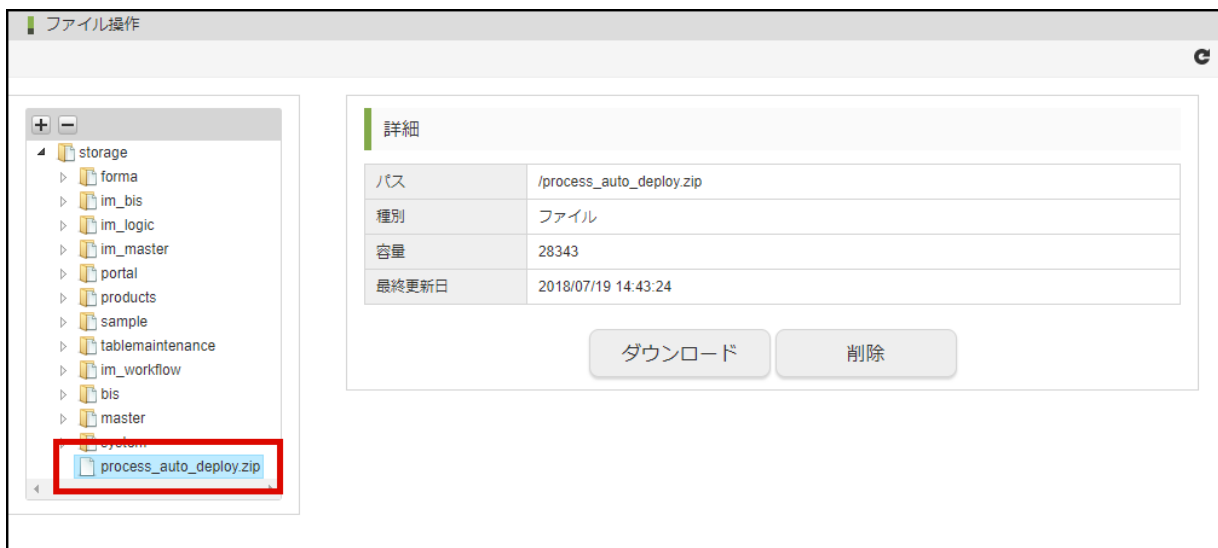 ファイル操作
storage
forma
im_bis
im_logic
im_master
portal
products
sample
tablemaintenance
im_workflow
bis
master
system
process_auto_deploy.zip
詳細
パス /process_auto_deploy.zip
種別 ファイル
容量 28343
最終更新日 2018/07/19 14:43:24
ダウンロード 削除